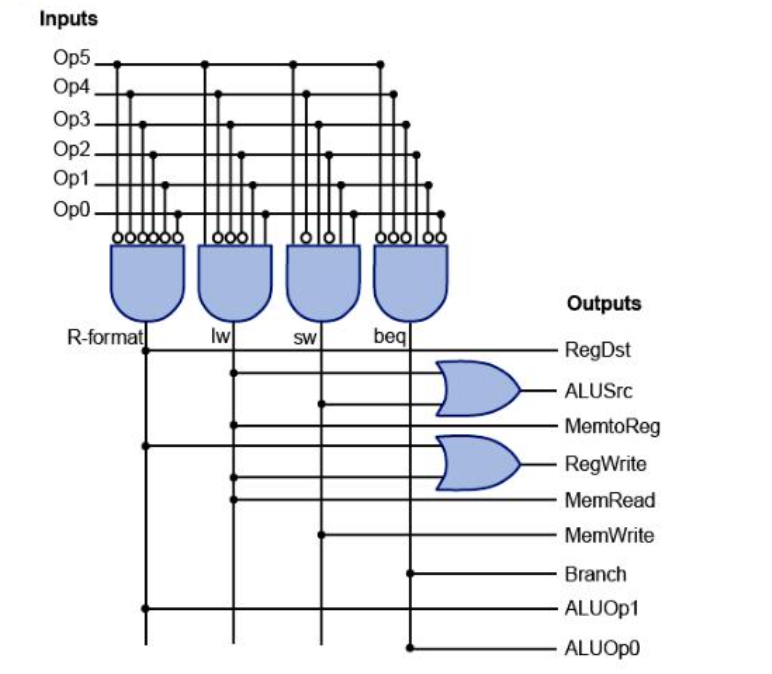 Inputs
Op5
Op4
Op3
Op2
Op1
Op0
R-format
lw
sw
beq
Outputs
RegDst
ALUSrc
MemtoReg
RegWrite
MemRead
MemWrite
Branch
ALUOp1
ALUOp0